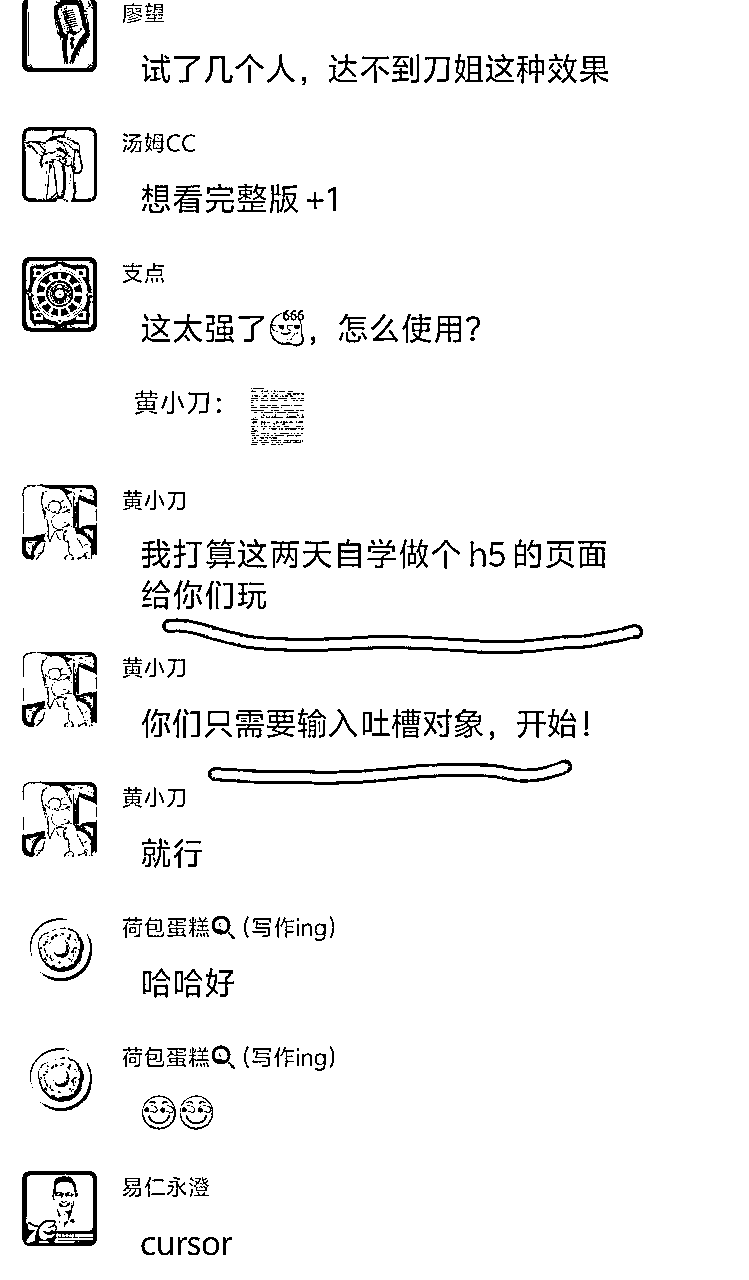 廖望
试了几个人，达不到刀姐这种效果
汤姆CC
想看完整版 +1
支点
这太强了，怎么使用？
黄小刀：
黄小刀
我打算这两天自学做个 h5 的页面
给你们玩
黄小刀
你们只需要输入吐槽对象，开始！
黄小刀
就行
荷包蛋糕🔍（写作ing）
哈哈好
荷包蛋糕🔍（写作ing）
易仁永澄
cursor